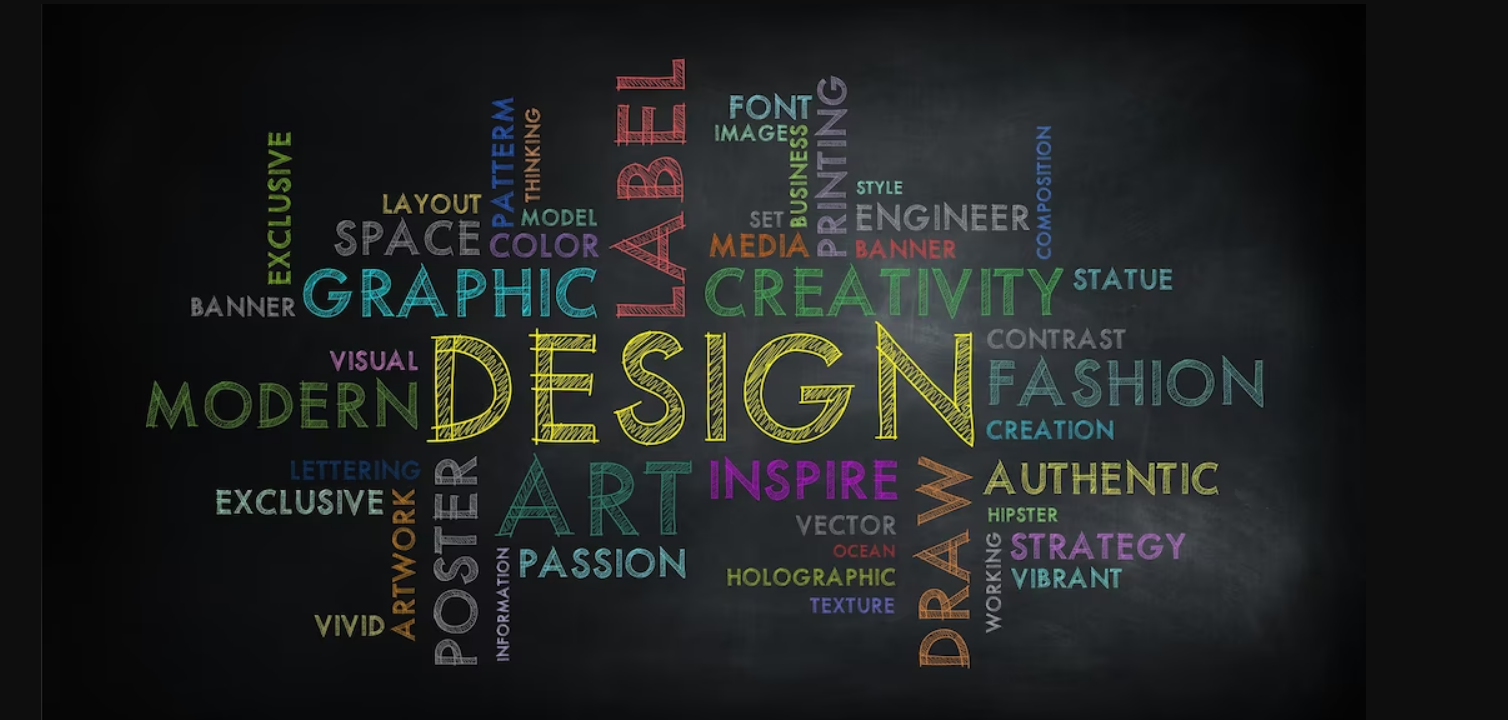 LABEL
FONT
IMAGES
PRINTING
BUSINESS
PATTERM
THINKING
EXCLUSIVE
COMPOSITION
LAYOUT
MODEL
STYLE
SET
ENGINEER
SPACE
COLOR
MEDIA
BANNER
GRAPHIC
CREATIVITY
STATUE
BANNER
DESIGN
CONTRAST
VISUAL
FASHION
MODERN
CREATION
LETTERING
POSTER
ART
INSPIRE
DRAW
AUTHENTIC
EXCLUSIVE
ARTWORK
VECTOR
HIPSTER
STRATEGY
WORKING
OCEAN
PASSION
INFORMATION
HOLOGRAPHIC
VIBRANT
TEXTURE
VIVID